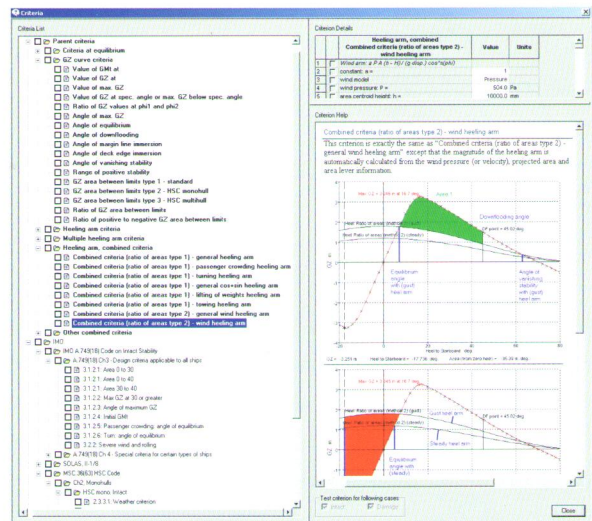 Criteria
Criteria List
Parent criteria
Criteria at equilibrium
GZ curve criteria
Value of GMt at
Value of GZ at
Value of max. GZ
Value of GZ at spec. angle or max. GZ below spec. angle
Ratio of GZ values at phi1 and phi2
Angle of max. GZ
Angle of equilibrium
Angle of downflooding
Angle of margin line immersion
Angle of deck edge immersion
Angle of vanishing stability
Range of positive stability
GZ area between limits type 1 - standard
GZ area between limits type 2 - HSC monohull
GZ area between limits type 3 - HSC multihull
Ratio of GZ area between limits
Ratio of positive to negative GZ area between limits
Heeling arm criteria
Multiple heeling arm criteria
Heeling arm, combined criteria
Combined criteria (ratio of areas type 1) - general heeling arm
Combined criteria (ratio of areas type 1) - passenger crowding heeling arm
Combined criteria (ratio of areas type 1) - turning heeling arm
Combined criteria (ratio of areas type 1) - general cos+sin heeling arm
Combined criteria (ratio of areas type 1) - lifting of weights heeling arm
Combined criteria (ratio of areas type 1) - towing heeling arm
Combined criteria (ratio of areas type 2) - general wind heeling arm
Combined criteria (ratio of areas type 2) - wind heeling arm
Other combined criteria
IMO
IMO A.749(18) Code on Intact Stability
A.749(18) Ch3 - Design criteria applicable to all ships
3.1.2.1: Area 0 to 30
3.1.2.1: Area 0 to 40
3.1.2.1: Area 30 to 40
3.1.2.2: Max GZ at 30 or greater
3.1.2.3: Angle of maximum GZ
3.1.2.4: Initial GMt
3.1.2.5: Passenger crowding: angle of equilibrium
3.1.2.6: Turn: angle of equilibrium
3.2.2: Severe wind and rolling
A.749(18) Ch 4 - Special criteria for certain types of ships
SOLAS, II-1/8
MSC 36(63) HSC Code
Ch2. Monohulls
HSC mono. Intact
2.3.3.1: Weather criterion
Criterion Details
Heeling arm, combined
Combined criteria (ratio of areas type 2) - wind heeling arm
Value
Units
1 Wind arm: a P A (h - H) / (g disp.) cos^n(phi)
2 constant: a = 1
3 wind model Pressure
4 wind pressure: P = 504.0 Pa
5 area centroid height: h = 10000.0 mm
Criterion Help
Combined criteria (ratio of areas type 2) - wind heeling arm
This criterion is exactly the same as "Combined criteria (ratio of areas type 2) - general wind heeling arm" except that the magnitude of the heeling arm is automatically calculated from the wind pressure (or velocity), projected area and area lever information.
Downflooding angle
Equilibrium angle with (gust) heel arm
Angle of vanishing stability with (gust) heel arm
GZ m
Gust heel arm
Steady heel arm
Equilibrium angle with (steady)
Test criterion for following cases
Intact
Damage
Close